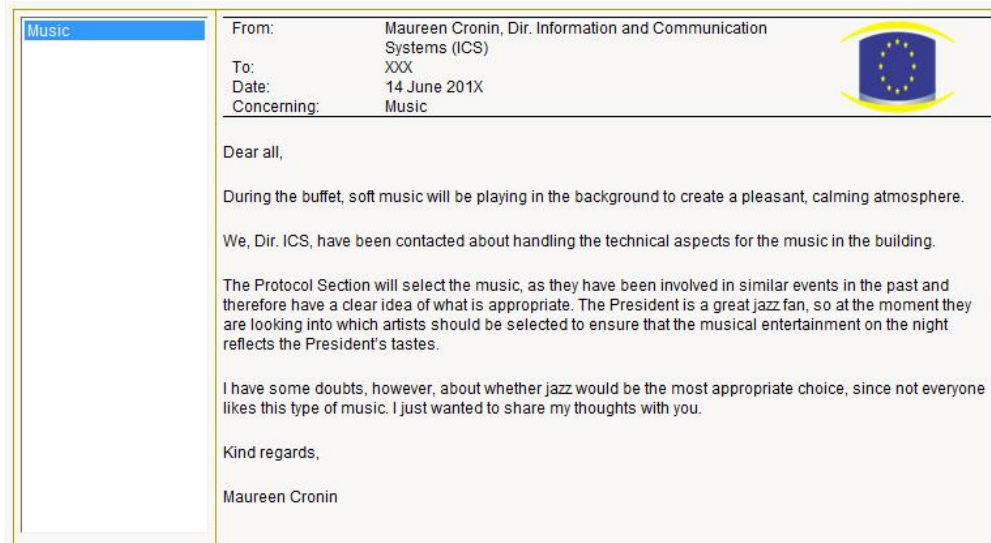 Music
From: Maureen Cronin, Dir. Information and Communication
Systems (ICS)
To: XXX
Date: 14 June 201X
Concerning: Music
Dear all,
During the buffet, soft music will be playing in the background to create a pleasant, calming atmosphere.
We, Dir. ICS, have been contacted about handling the technical aspects for the music in the building.
The Protocol Section will select the music, as they have been involved in similar events in the past and
therefore have a clear idea of what is appropriate. The President is a great jazz fan, so at the moment they
are looking into which artists should be selected to ensure that the musical entertainment on the night
reflects the President's tastes.
I have some doubts, however, about whether jazz would be the most appropriate choice, since not everyone
likes this type of music. I just wanted to share my thoughts with you.
Kind regards,
Maureen Cronin